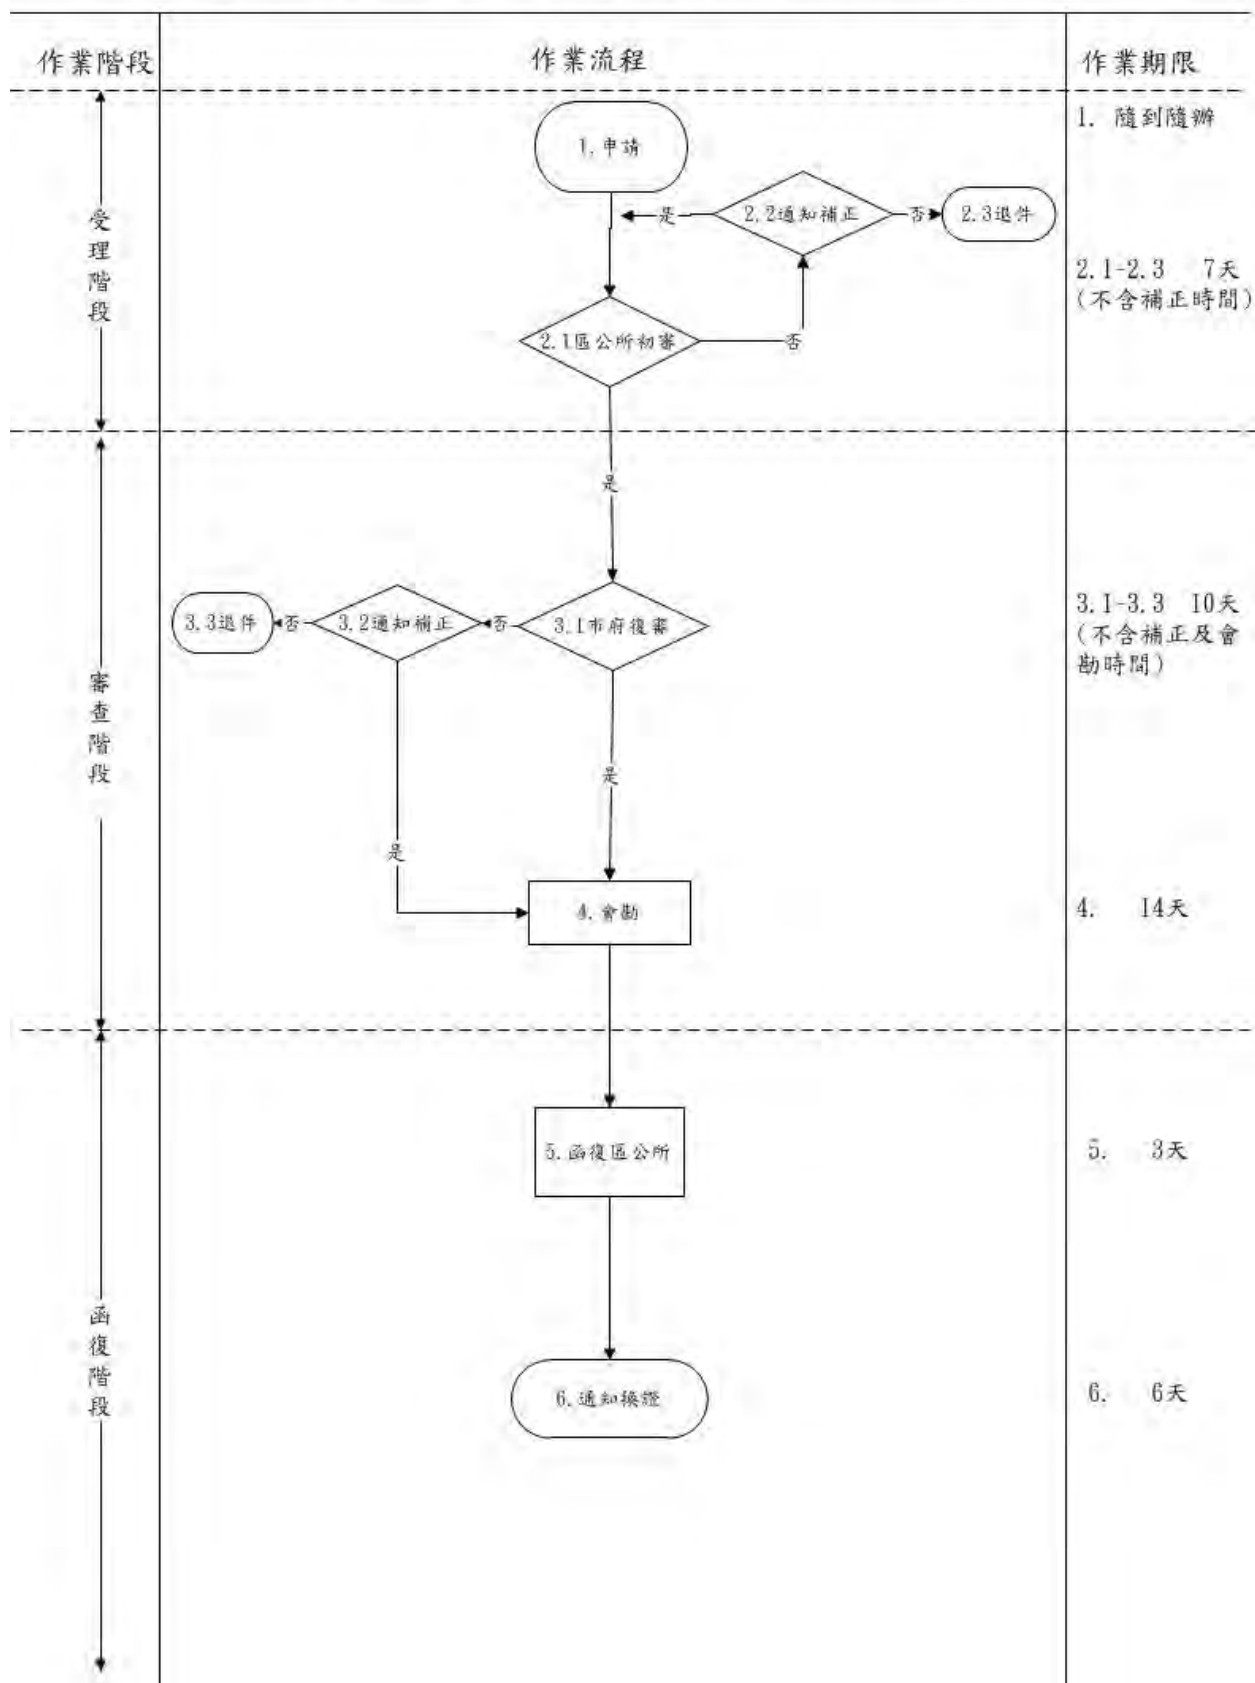 作業階段
作業流程
作業期限
受理階段
1. 申請
1. 隨到隨辦
是
2.2通知補正
否
2.3退件
2.1-2.3 7天
(不含補正時間)
2.1區公所初審
否
是
審查階段
3.3退件
否
3.2通知補正
否
3.1市府復審
3.1-3.3 10天
(不含補正及會
勘時間)
是
是
4. 會勘
4. 14天
函復階段
5. 函復區公所
5. 3天
6. 通知換證
6. 6天